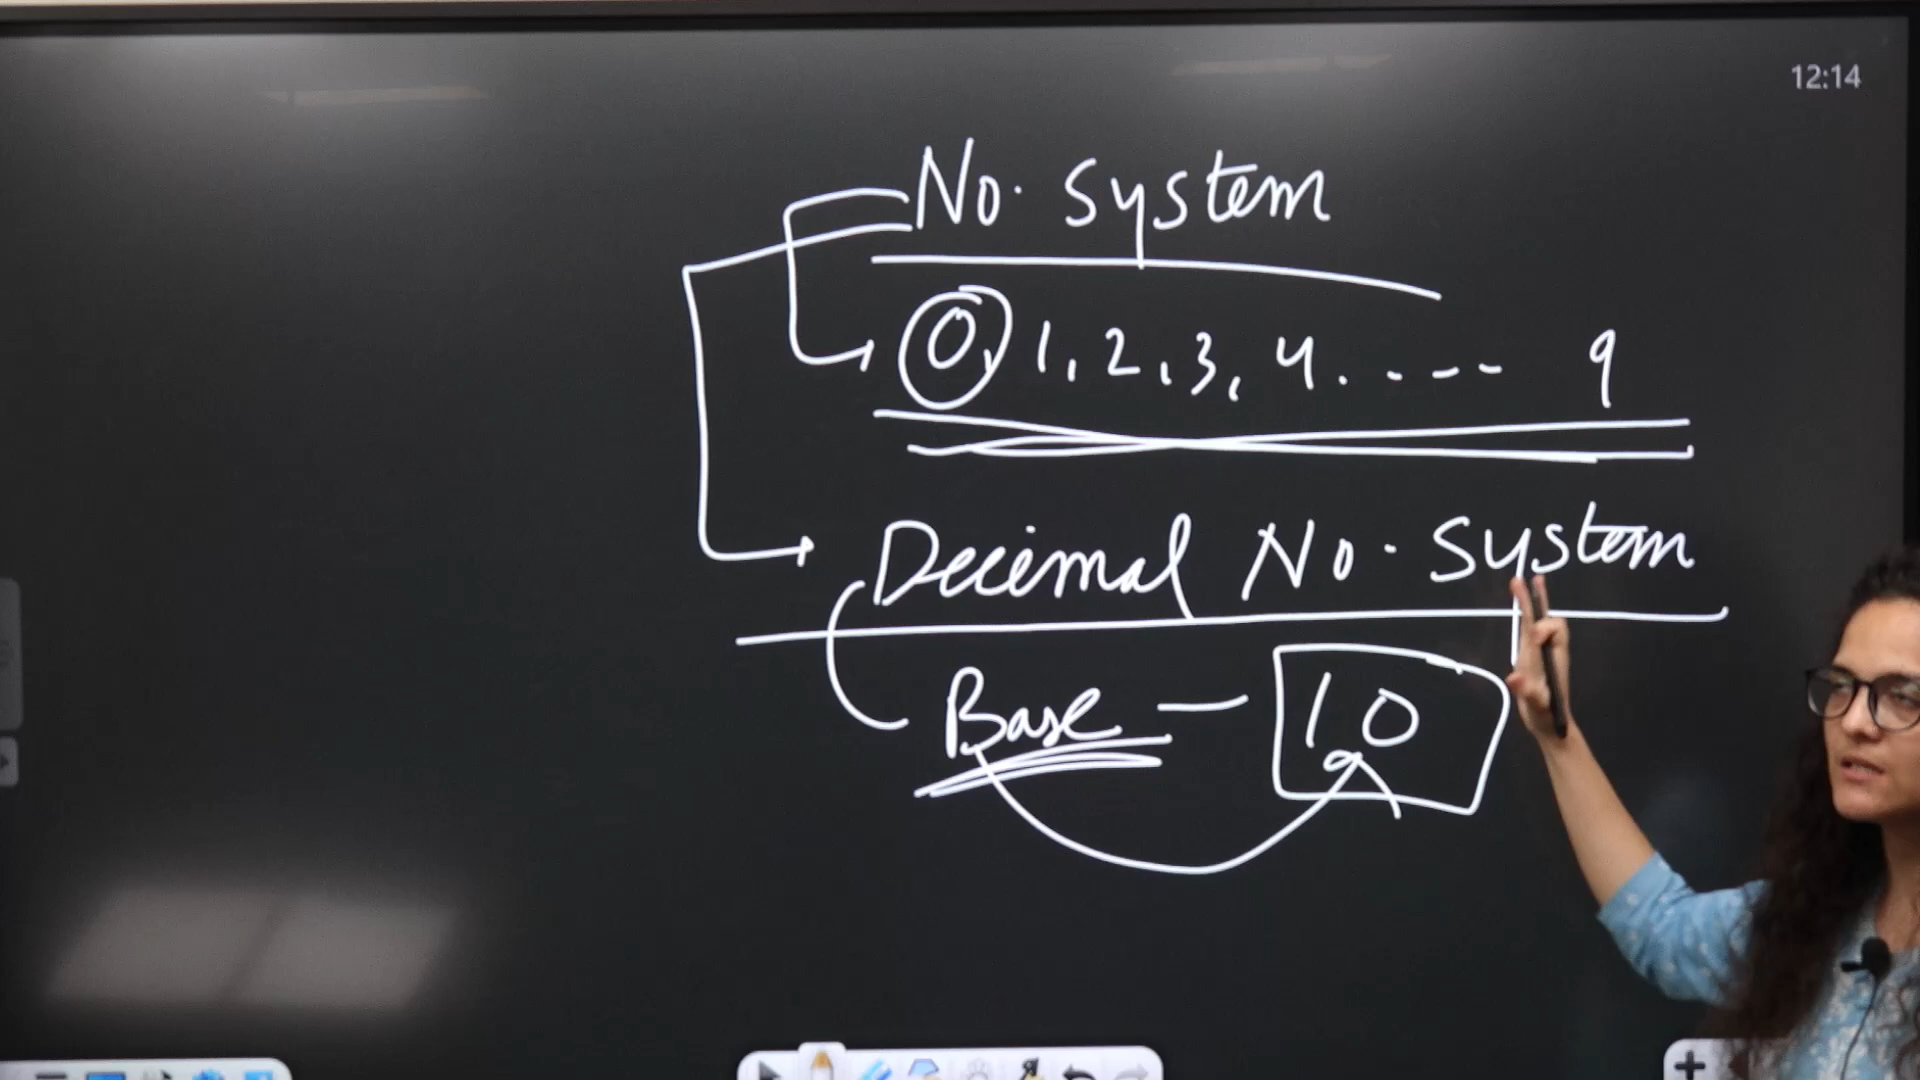 12:14
No. System
0, 1, 2, 3, 4. - - - - 9
Decimal No. System
Base — 10